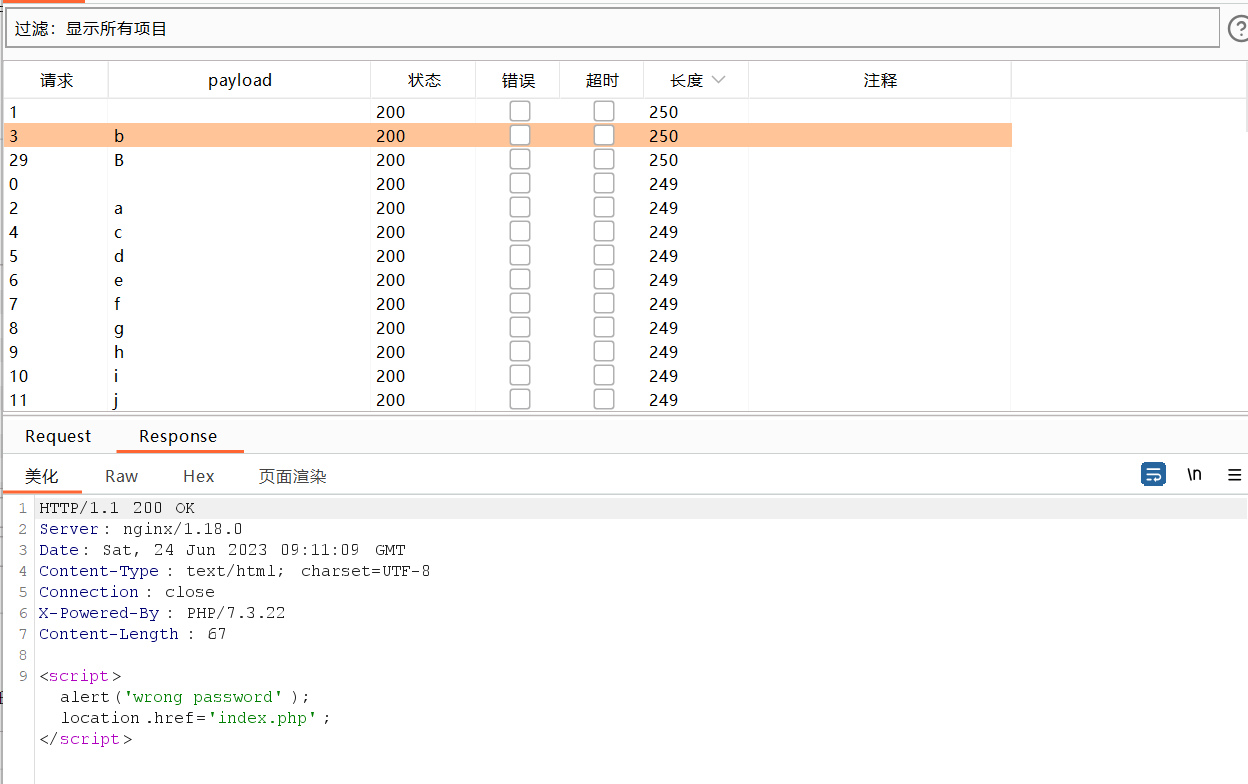 过滤：显示所有项目
请求 payload 状态 错误 超时 长度 注释
1 200 250
3 b 200 250
29 B 200 250
0 200 249
2 a 200 249
4 c 200 249
5 d 200 249
6 e 200 249
7 f 200 249
8 g 200 249
9 h 200 249
10 i 200 249
11 j 200 249
Request Response
美化 Raw Hex 页面渲染 \n
1 HTTP/1.1 200 OK
2 Server: nginx/1.18.0
3 Date: Sat, 24 Jun 2023 09:11:09 GMT
4 Content-Type: text/html; charset=UTF-8
5 Connection: close
6 X-Powered-By: PHP/7.3.22
7 Content-Length: 67
8
9 <script>
alert('wrong password');
location.href='index.php';
</script>